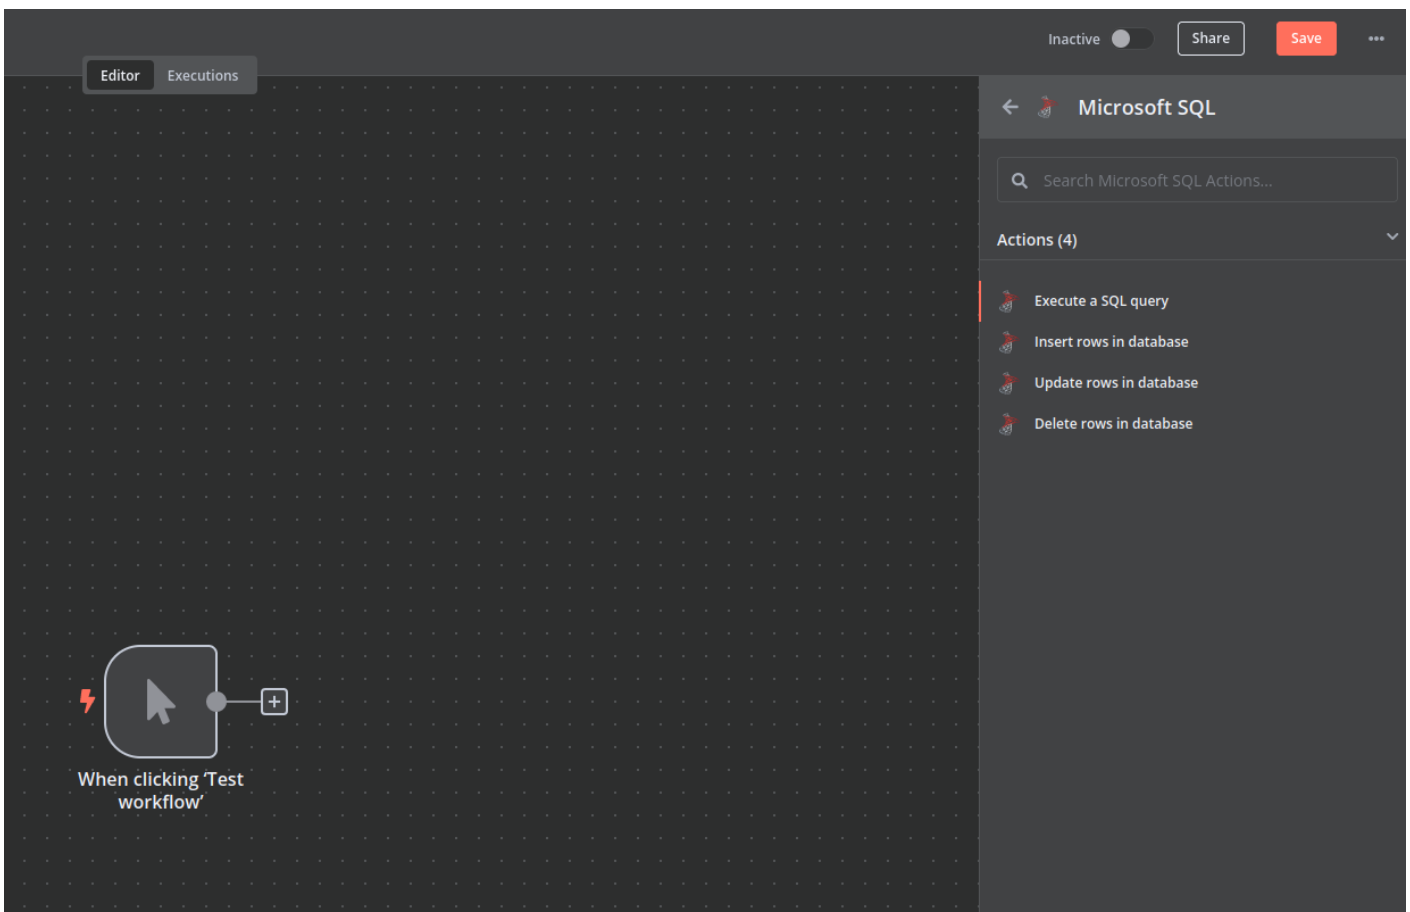 Inactive
Share
Save
Editor
Executions
Microsoft SQL
Search Microsoft SQL Actions...
Actions (4)
Execute a SQL query
Insert rows in database
Update rows in database
Delete rows in database
When clicking ‘Test
workflow’